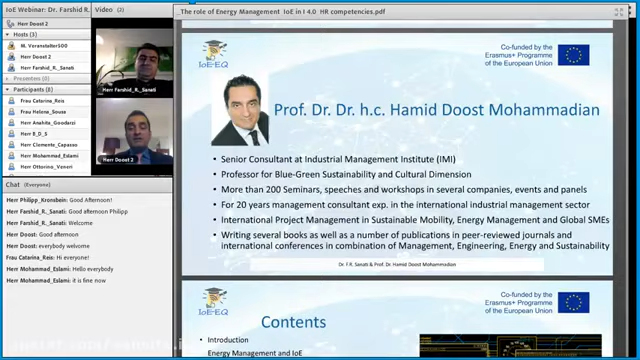 IoE Webinar: Dr. Farshid R.
Video (2)
The role of Energy Management IoE in I 4.0 HR competencies.pdf
Herr Doost 2
Hosts (3)
M. Veranstalter500
Herr Doost 2
Herr Farshid_R._Sanati
Presenters (0)
Participants (8)
Frau Catarina_Reis
Frau Helena_Sousa
Herr Anahita_Goodarzi
Herr B_D_S
Herr Clemente_Capasso
Herr Mohammad_Eslami
Herr Ottorino_Veneri
Herr Farshid_R._Sanati
Herr Doost 2
Chat (Everyone)
Herr Philipp_Kronsbein: Good Afternoon!
Herr Farshid_R._Sanati: Good afternoon Philipp
Herr Farshid_R._Sanati: Welcome
Herr Doost: Good afternoon
Herr Doost: everybody welcome
Frau Catarina_Reis: Hi everyone!
Herr Mohammad_Eslami: Hello everybody
Herr Mohammad_Eslami: it is fine now
IoE-EQ
Co-funded by the
Erasmus+ Programme
of the European Union
Prof. Dr. Dr. h.c. Hamid Doost Mohammadian
• Senior Consultant at Industrial Management Institute (IMI)
• Professor for Blue-Green Sustainability and Cultural Dimension
• More than 200 Seminars, speeches and workshops in several companies, events and panels
• For 20 years management consultant exp. in the international industrial management sector
• International Project Management in Sustainable Mobility, Energy Management and Global SMEs
• Writing several books as well as a number of publications in peer-reviewed journals and
international conferences in combination of Management, Engineering, Energy and Sustainability
Dr. F.R. Sanati & Prof. Dr. Hamid Doost Mohammadian
IoE-EQ
Co-funded by the
Erasmus+ Programme
of the European Union
Contents
• Introduction
Energy Management and IoE